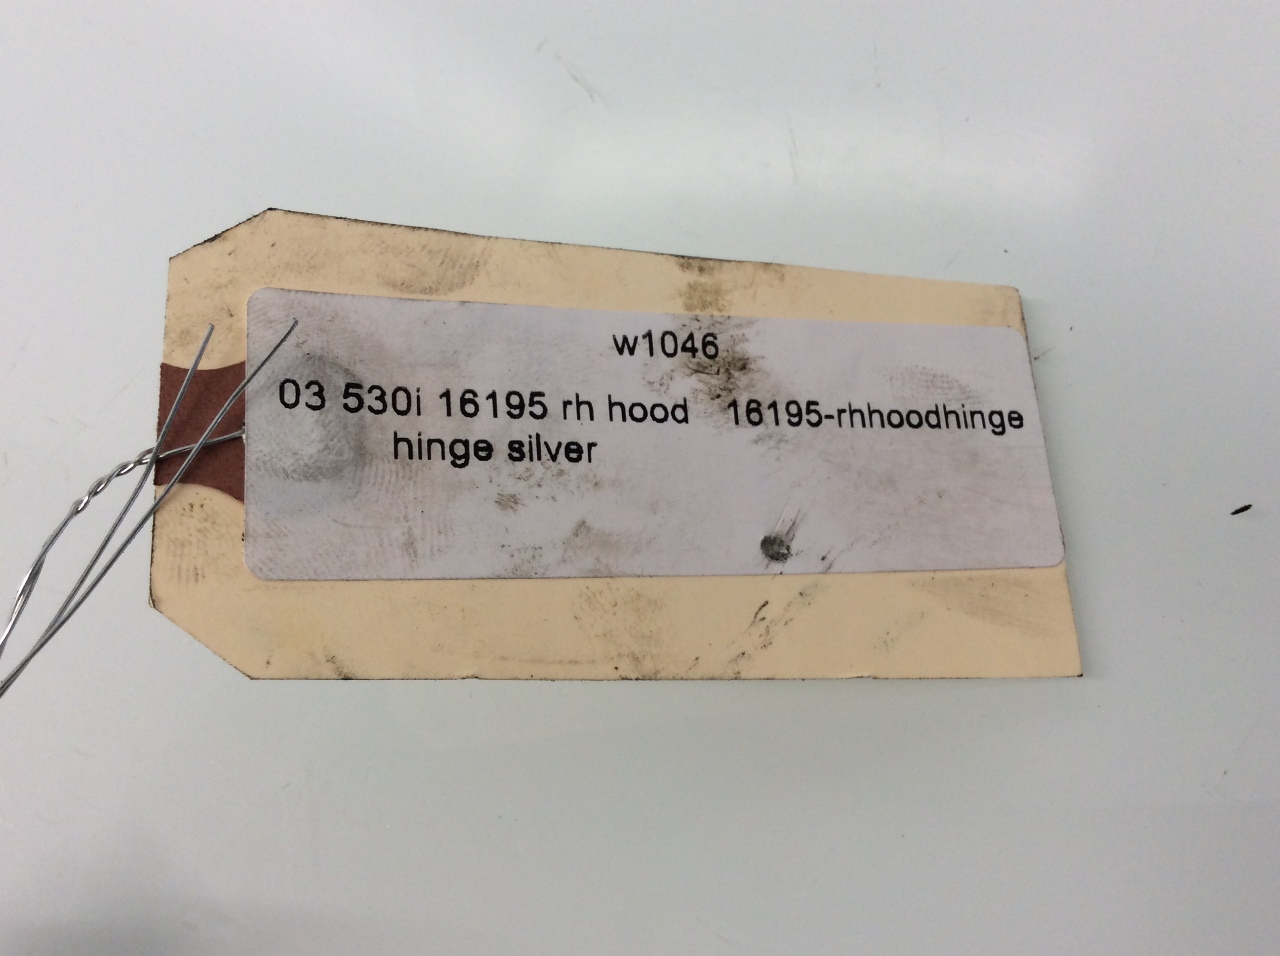 w1046
03 530i 16195 rh hood 16195-rhhoodhinge
hinge silver